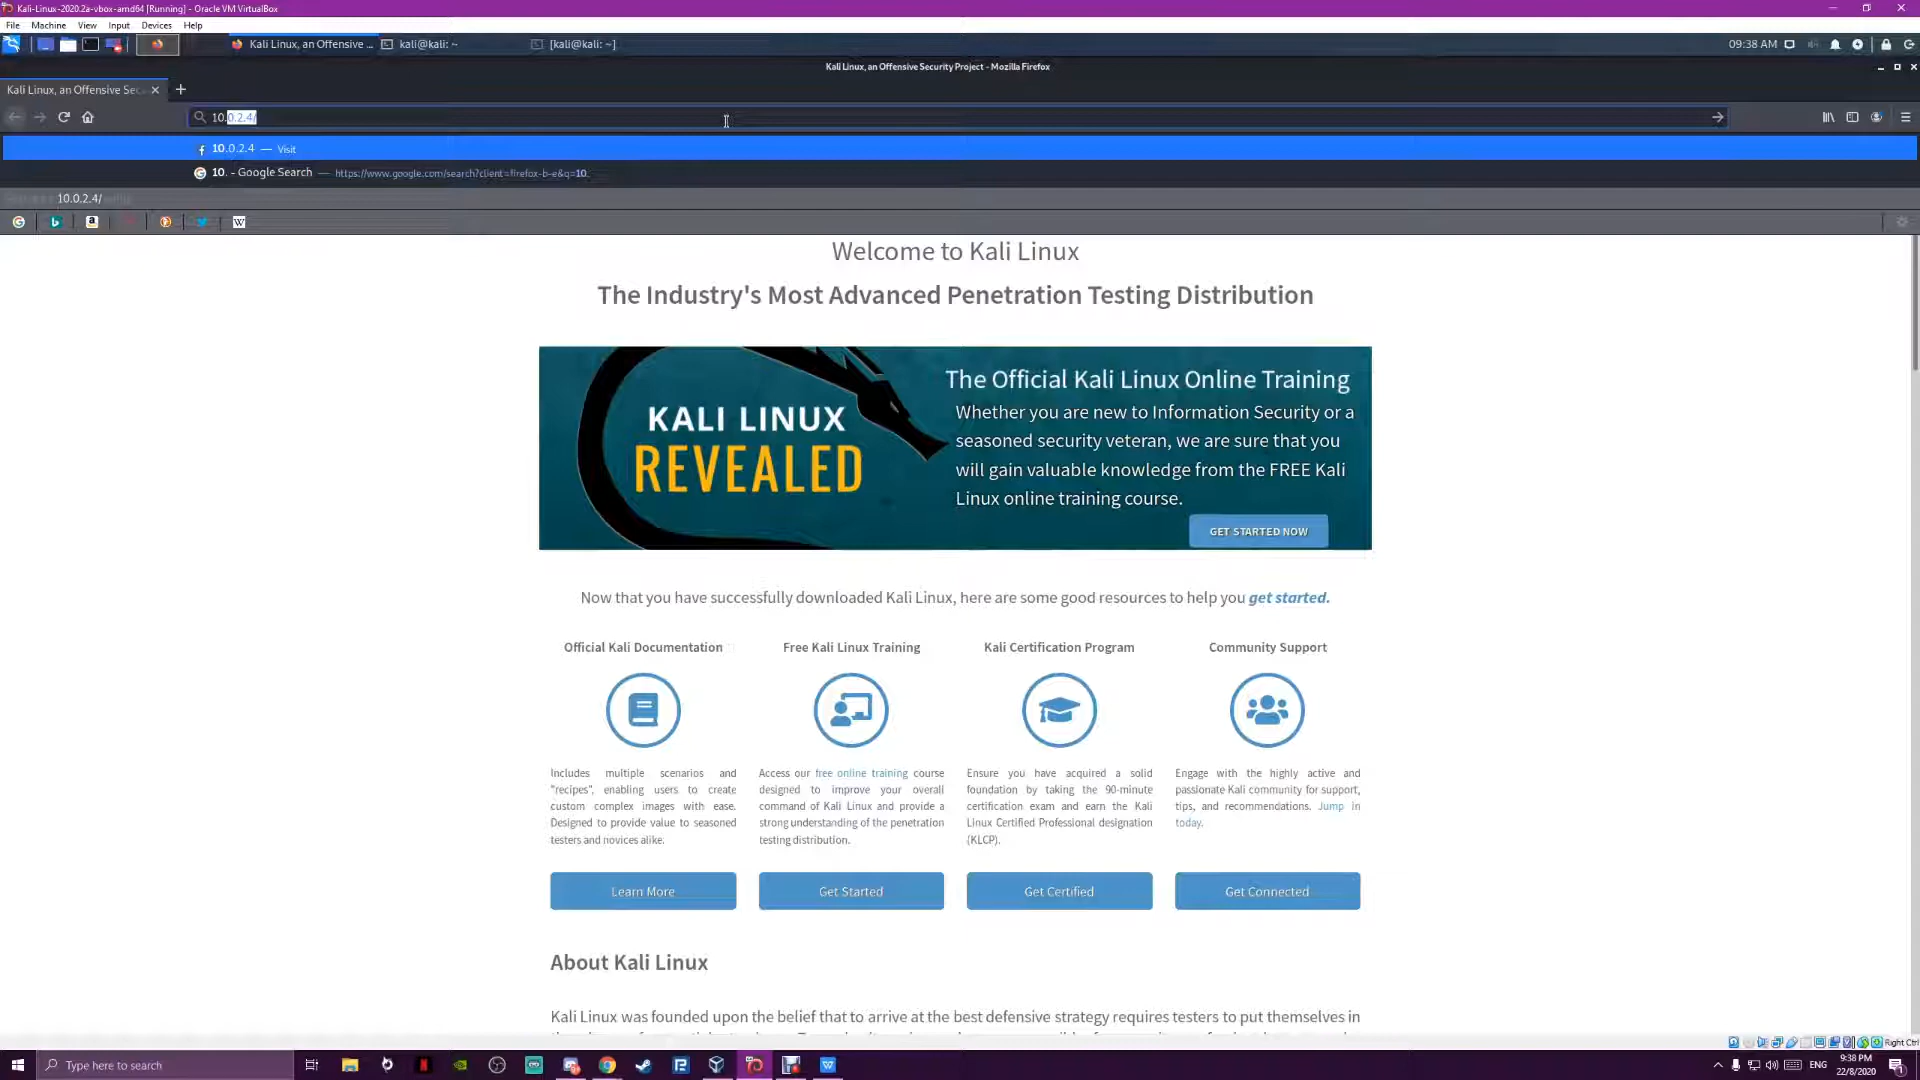 Kali-Linux-2020.2a-vbox-amd64 [Running] - Oracle VM VirtualBox
File Machine View Input Devices Help
Kali Linux, an Offensive ... kali@kali: ~ [kali@kali: ~] 09:38 AM
Kali Linux, an Offensive Security Project - Mozilla Firefox
Kali Linux, an Offensive Sec
10.0.2.4/
10.0.2.4 — Visit
10. - Google Search — https://www.google.com/search?client=firefox-b-e&q=10.
10.0.2.4/
Welcome to Kali Linux
The Industry's Most Advanced Penetration Testing Distribution
KALI LINUX
REVEALED
The Official Kali Linux Online Training
Whether you are new to Information Security or a
seasoned security veteran, we are sure that you
will gain valuable knowledge from the FREE Kali
Linux online training course.
GET STARTED NOW
Now that you have successfully downloaded Kali Linux, here are some good resources to help you get started.
Official Kali Documentation
Includes multiple scenarios and
"recipes", enabling users to create
custom complex images with ease.
Designed to provide value to seasoned
testers and novices alike.
Learn More
Free Kali Linux Training
Access our free online training course
designed to improve your overall
command of Kali Linux and provide a
strong understanding of the penetration
testing distribution.
Get Started
Kali Certification Program
Ensure you have acquired a solid
foundation by taking the 90-minute
certification exam and earn the Kali
Linux Certified Professional designation
(KLCP).
Get Certified
Community Support
Engage with the highly active and
passionate Kali community for support,
tips, and recommendations. Jump in
today.
Get Connected
About Kali Linux
Kali Linux was founded upon the belief that to arrive at the best defensive strategy requires testers to put themselves in
Right Ctrl
Type here to search
ENG
9:38 PM
22/8/2020